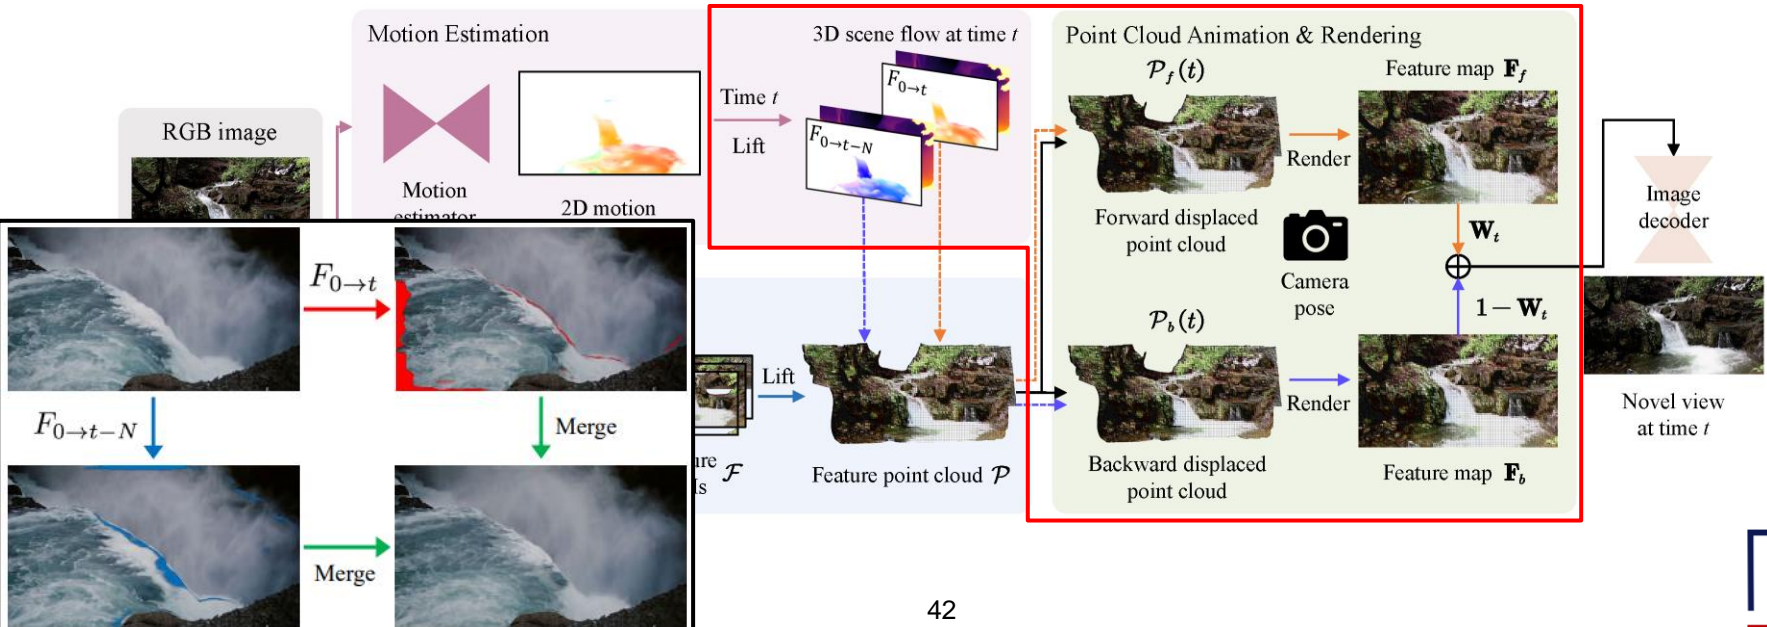 Motion Estimation
3D scene flow at time t
Point Cloud Animation & Rendering
RGB image
Time t
Lift
F0→t
F0→t−N
𝒫f(t)
Feature map 𝐅f
Render
Motion
estimator
2D motion
Forward displaced
point cloud
Camera
pose
𝐖t
1 − 𝐖t
Image
decoder
F0→t
F0→t−N
Merge
Merge
ure ℱ
Is
Lift
Feature point cloud 𝒫
𝒫b(t)
Render
Backward displaced
point cloud
Feature map 𝐅b
Novel view
at time t
42